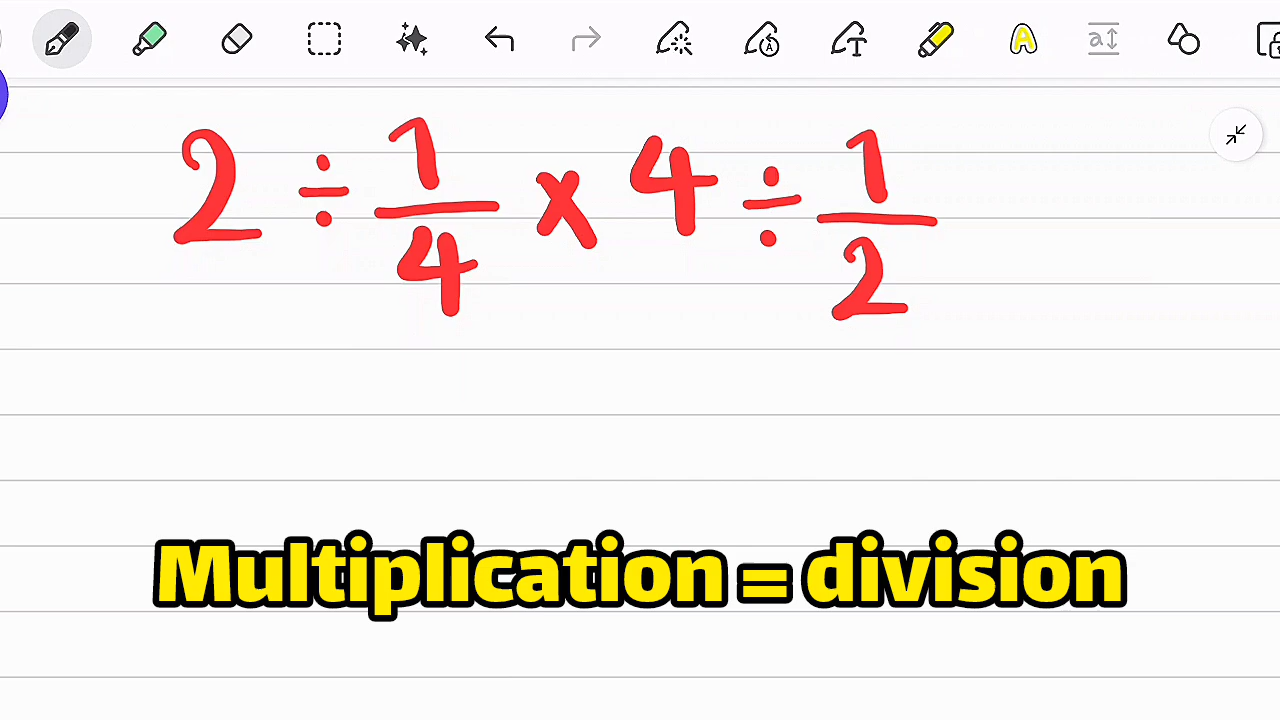 2 ÷ 1/4 × 4 ÷ 1/2
Multiplication = division